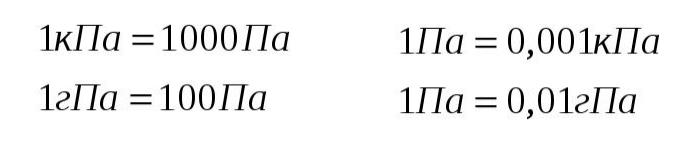 1кПа = 1000Па 1Па = 0,001кПа
1гПа = 100Па 1Па = 0,01гПа